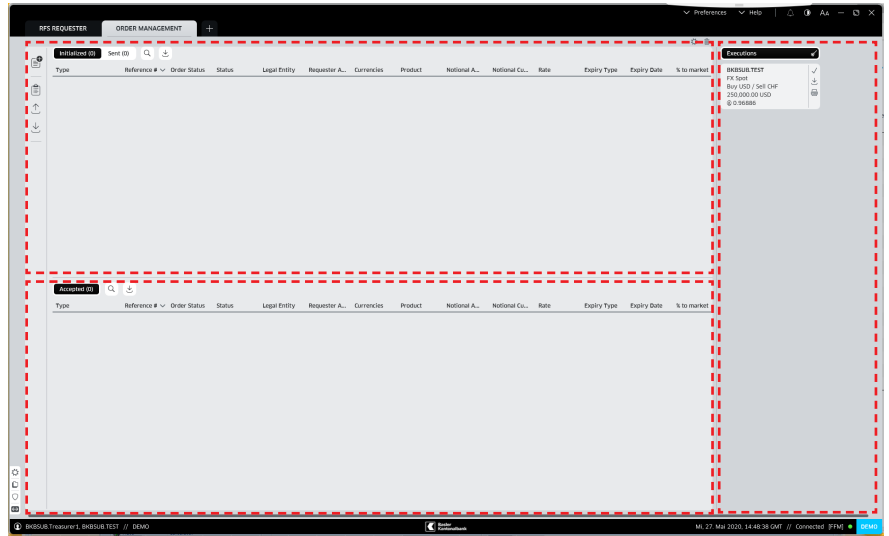 Preferences Help AA
RFS REQUESTER ORDER MANAGEMENT +
Initialized (0) Sent (0)
Type Reference # Order Status Status Legal Entity Requester A... Currencies Product Notional A... Notional Cu... Rate Expiry Type Expiry Date % to market
Executions
BKBSUB.TEST
FX Spot
Buy USD / Sell CHF
250,000.00 USD
0.96886
Accepted (0)
Type Reference # Order Status Status Legal Entity Requester A... Currencies Product Notional A... Notional Cu... Rate Expiry Type Expiry Date % to market
BKBSUB.Treasurer1, BKBSUB.TEST // DEMO
Basler
Kantonalbank
MI, 27. Mai 2020, 14:48:38 GMT // Connected [FFM] DEMO